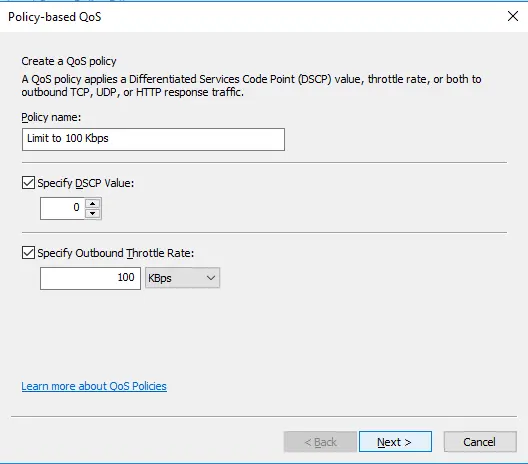 Policy-based QoS
Create a QoS policy
A QoS policy applies a Differentiated Services Code Point (DSCP) value, throttle rate, or both to
outbound TCP, UDP, or HTTP response traffic.
Policy name:
Limit to 100 Kbps
Specify DSCP Value:
0
Specify Outbound Throttle Rate:
100 KBps
Learn more about QoS Policies
< Back Next > Cancel